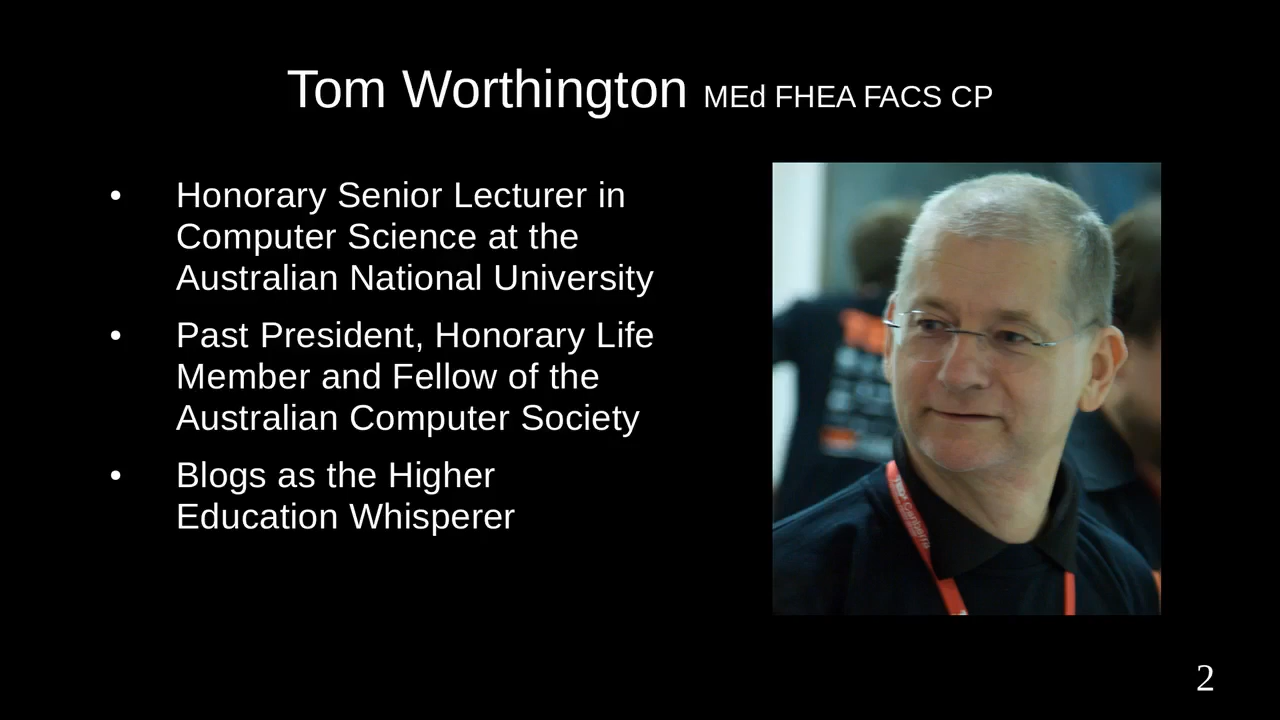 Tom Worthington MEd FHEA FACS CP
• Honorary Senior Lecturer in
Computer Science at the
Australian National University
• Past President, Honorary Life
Member and Fellow of the
Australian Computer Society
• Blogs as the Higher
Education Whisperer
Canberra
2